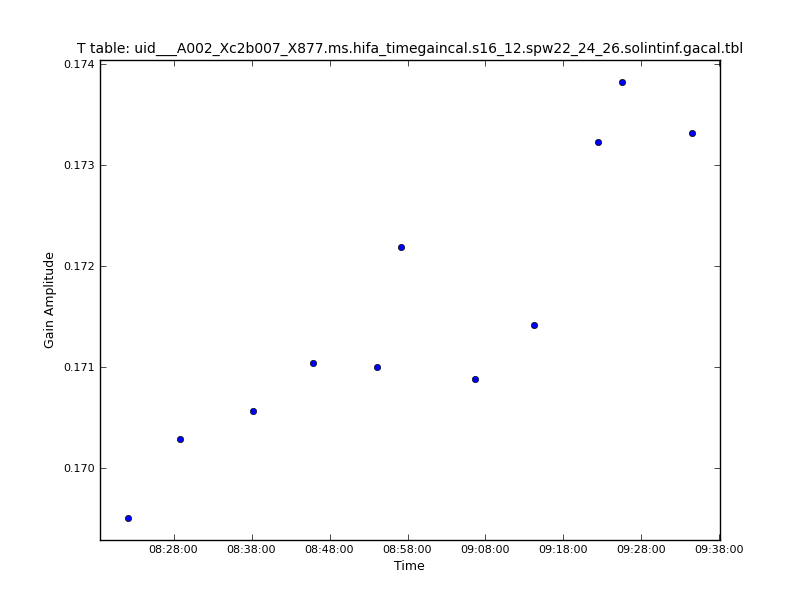 T table: uid___A002_Xc2b007_X877.ms.hifa_timegaincal.s16_12.spw22_24_26.solintinf.gacal.tbl
0.174
0.173
0.172
0.171
0.170
Gain Amplitude
08:28:00 08:38:00 08:48:00 08:58:00 09:08:00 09:18:00 09:28:00 09:38:00
Time